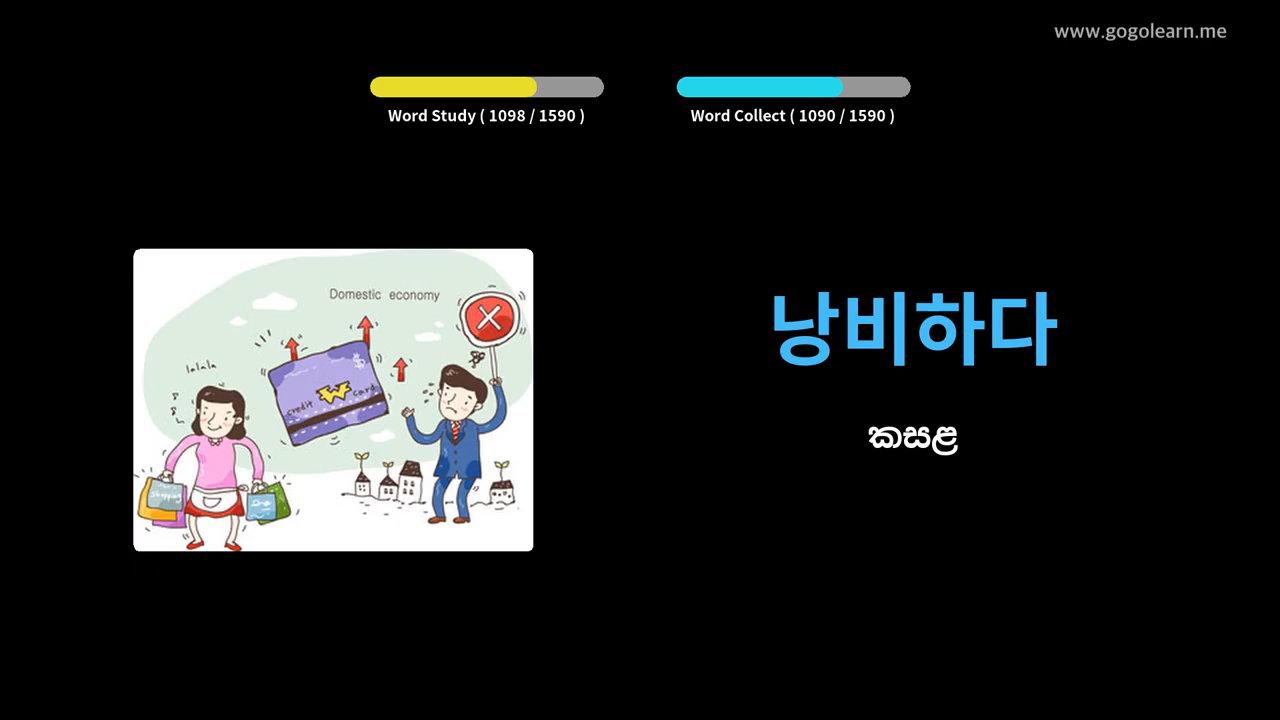 www.gogolearn.me
Word Study ( 1098 / 1590 )
Word Collect ( 1090 / 1590 )
Domestic economy
lalala
$
W
credit card
Shopping
낭비하다
කසළ